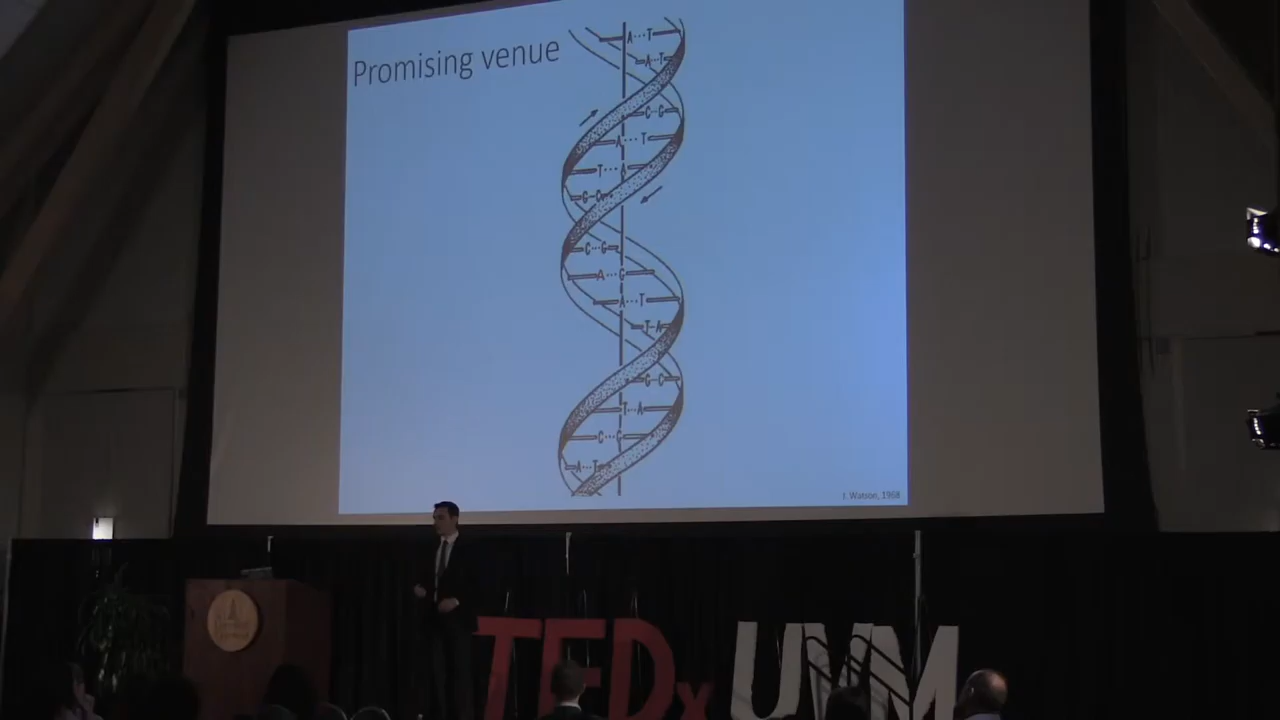 Promising venue
A···T
A-T
C-G
A···T
T···A
G-C
C···G
A···G
A···T
T-A
G-C
T···A
C···G
A···T
J. Watson, 1968
TEDx UVM